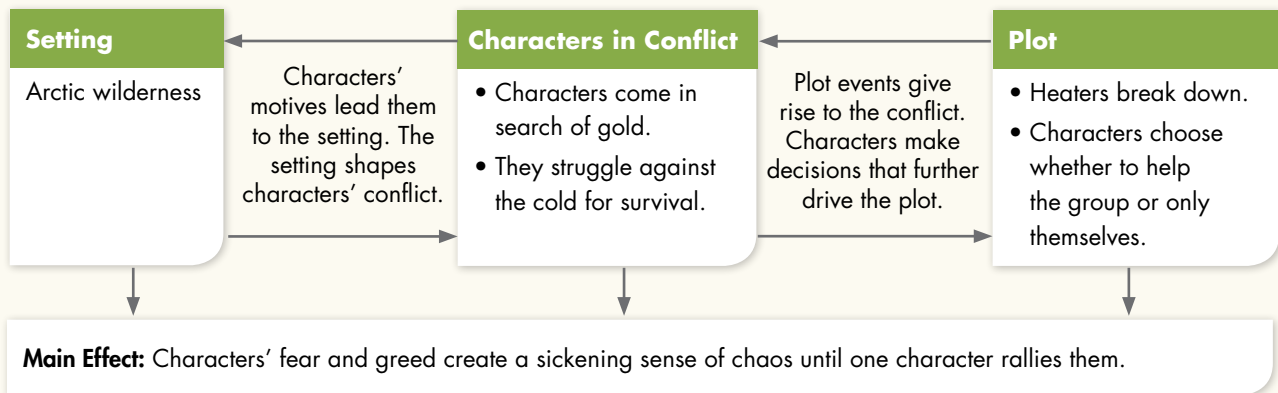 Setting
Arctic wilderness
Characters’
motives lead them
to the setting. The
setting shapes
characters’ conflict.
Characters in Conflict
• Characters come in
search of gold.
• They struggle against
the cold for survival.
Plot events give
rise to the conflict.
Characters make
decisions that further
drive the plot.
Plot
• Heaters break down.
• Characters choose
whether to help
the group or only
themselves.
Main Effect: Characters’ fear and greed create a sickening sense of chaos until one character rallies them.